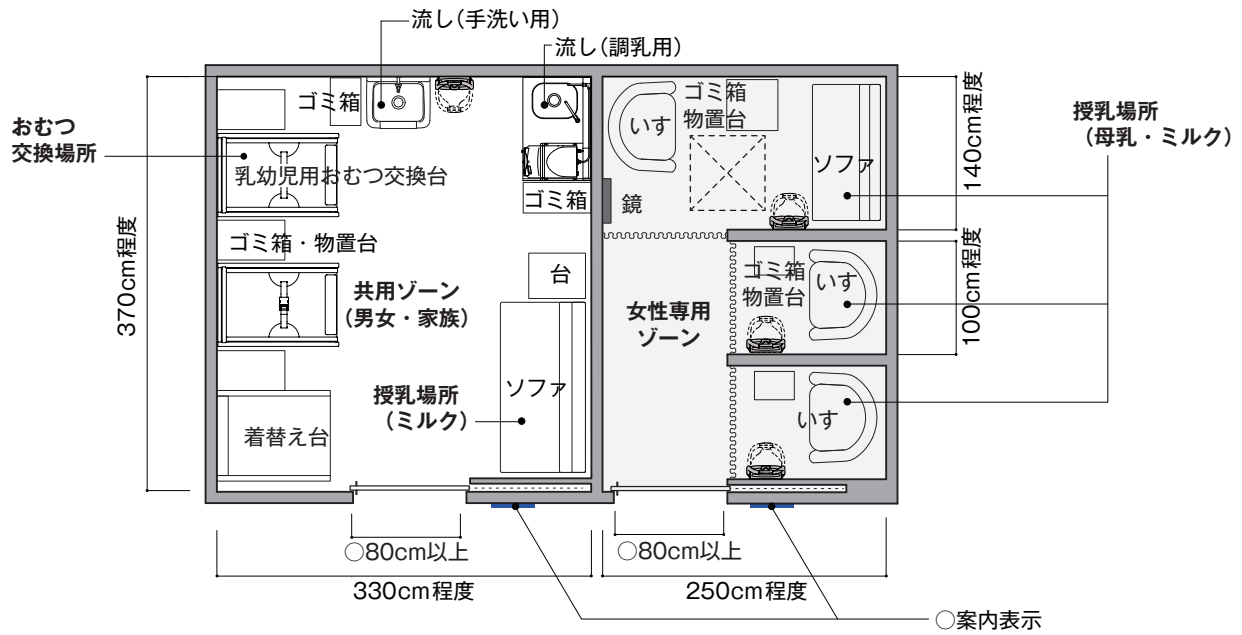 流し（手洗い用）
流し（調乳用）
おむつ
交換場所
ゴミ箱
乳幼児用おむつ交換台
ゴミ箱・物置台
ゴミ箱
台
共用ゾーン
（男女・家族）
授乳場所
（ミルク）
ソファ
着替え台
370cm程度
いす
ゴミ箱
物置台
ソファ
鏡
女性専用
ゾーン
ゴミ箱
物置台
いす
いす
140cm程度
100cm程度
授乳場所
（母乳・ミルク）
○80cm以上
○80cm以上
330cm程度
250cm程度
○案内表示